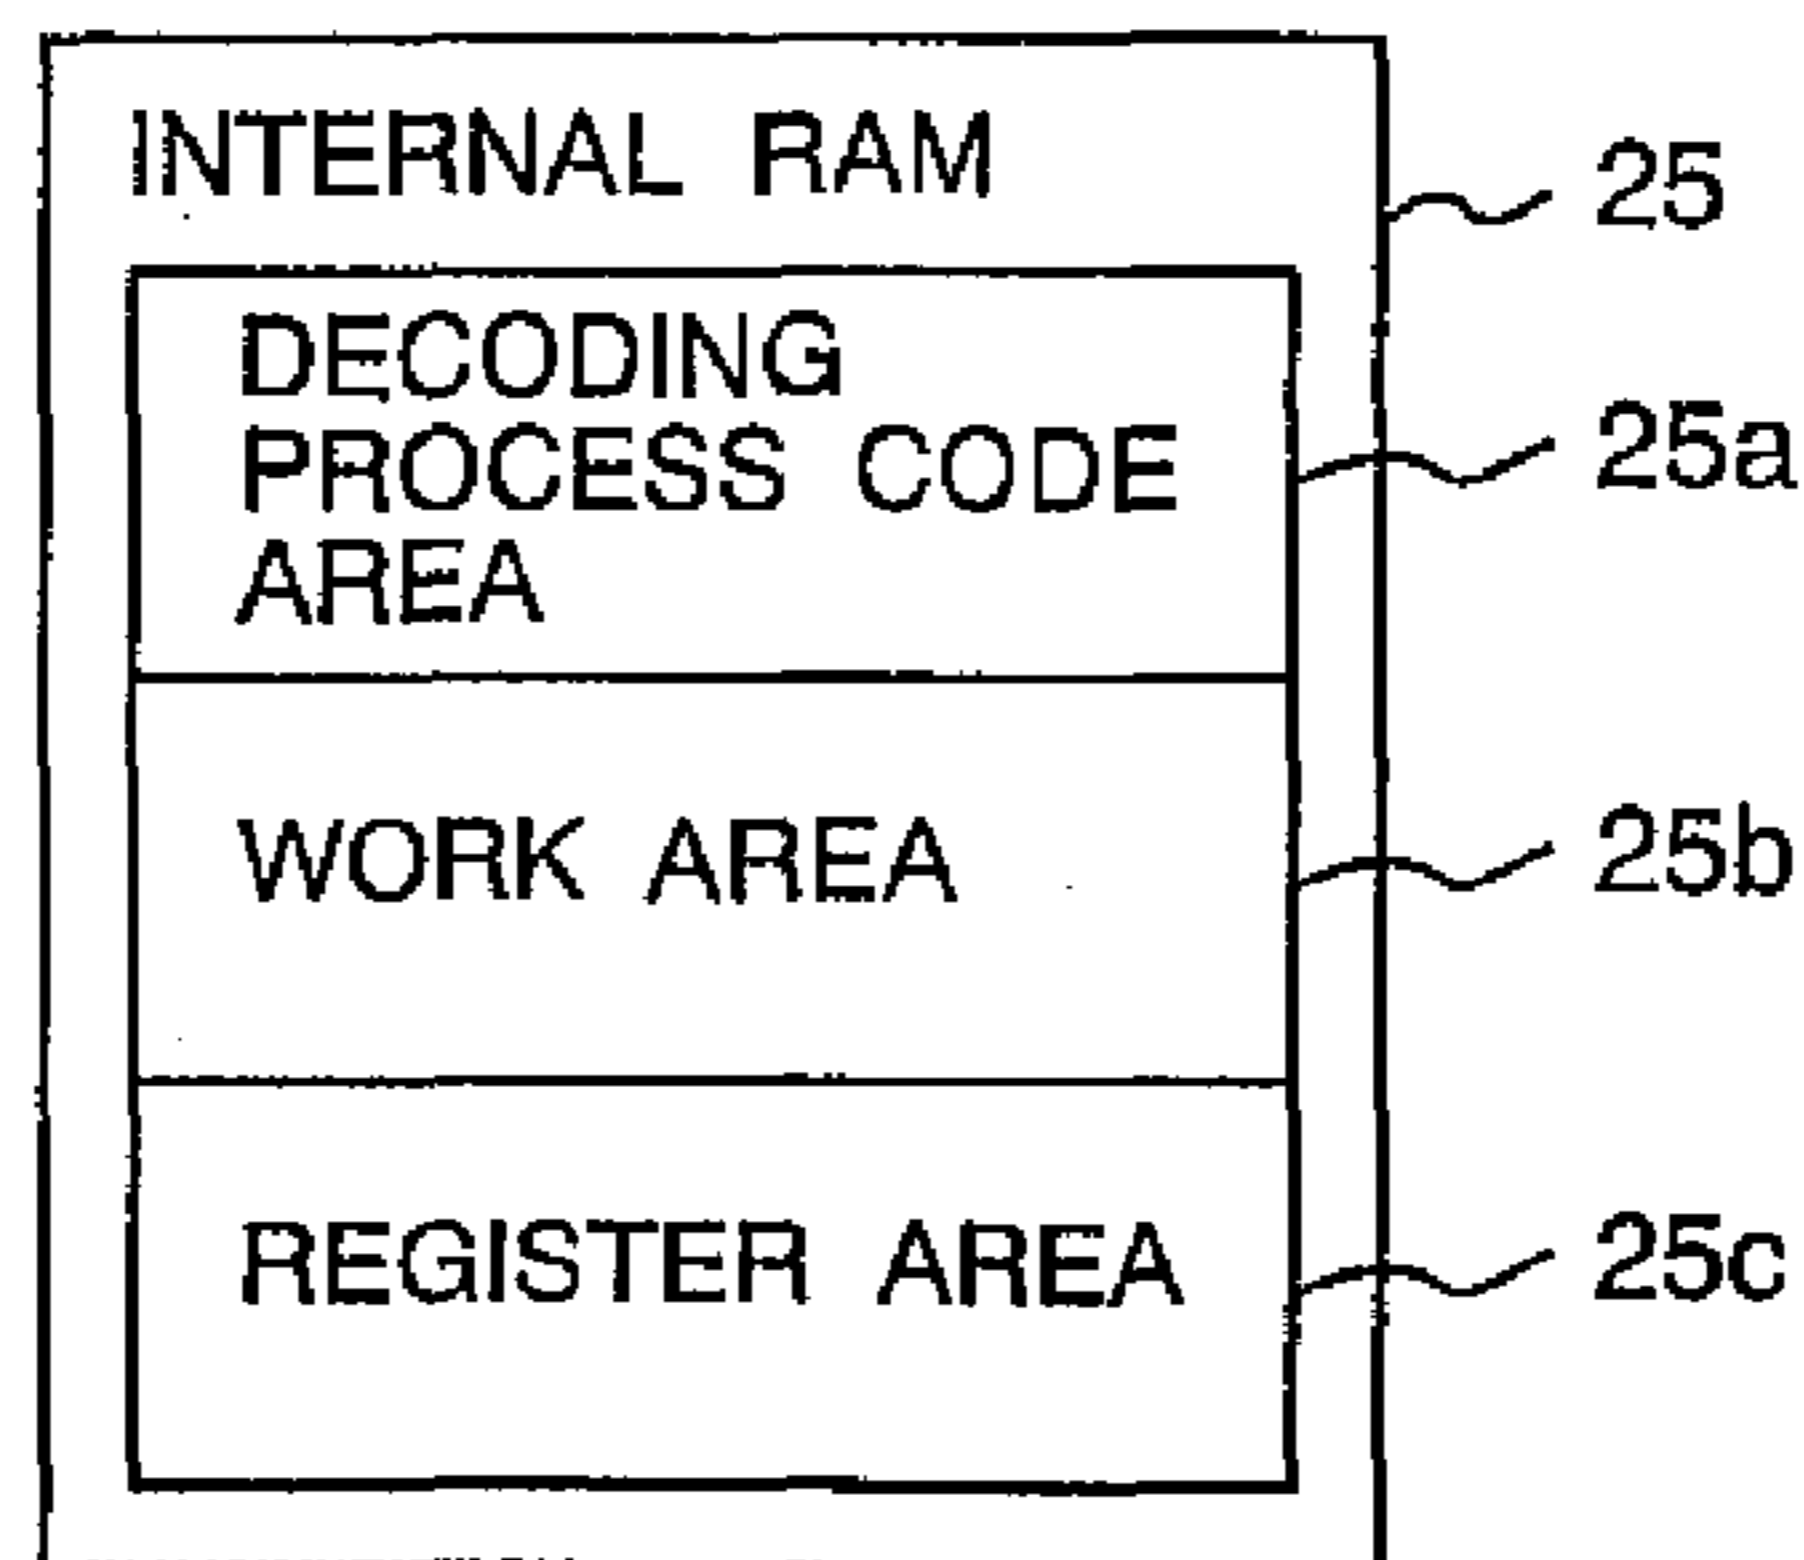 INTERNAL RAM
25
DECODING
PROCESS CODE
AREA
25a
WORK AREA
25b
REGISTER AREA
25c